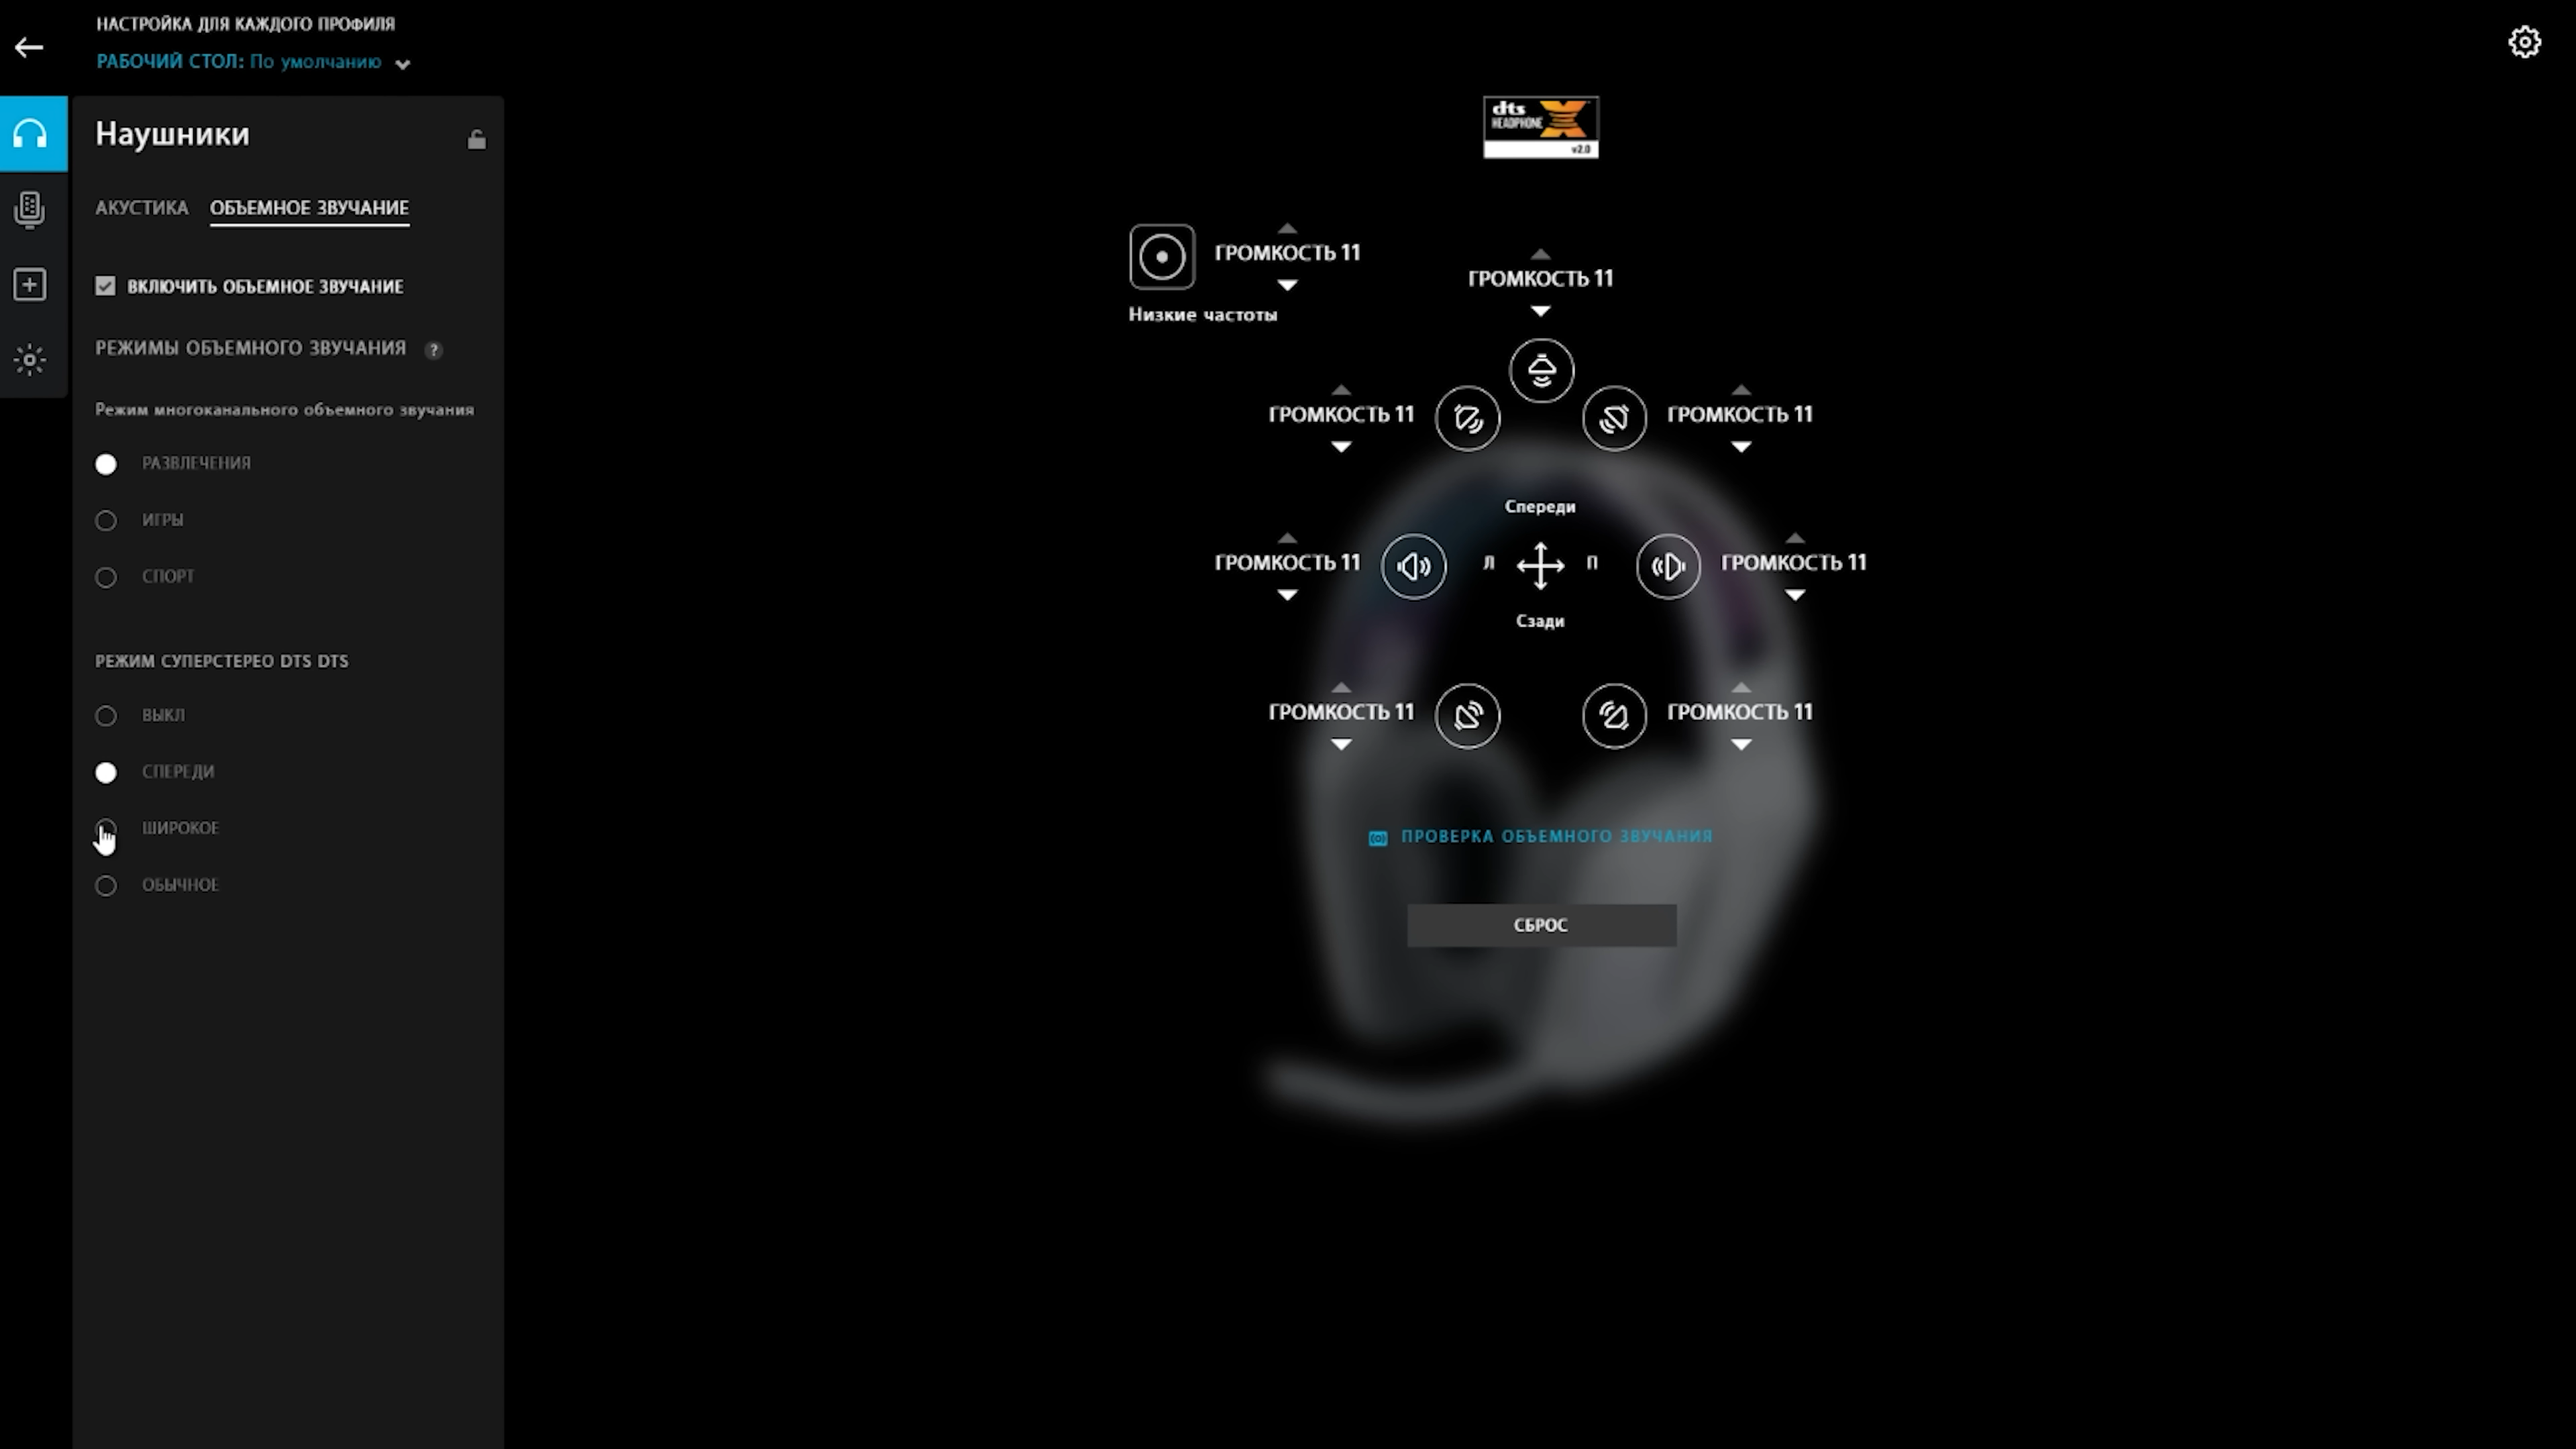 НАСТРОЙКА ДЛЯ КАЖДОГО ПРОФИЛЯ
РАБОЧИЙ СТОЛ: По умолчанию
Наушники
АКУСТИКА ОБЪЕМНОЕ ЗВУЧАНИЕ
ВКЛЮЧИТЬ ОБЪЕМНОЕ ЗВУЧАНИЕ
РЕЖИМЫ ОБЪЕМНОГО ЗВУЧАНИЯ ?
Режим многоканального объемного звучания
РАЗВЛЕЧЕНИЯ
ИГРЫ
СПОРТ
РЕЖИМ СУПЕРСТЕРЕО DTS DTS
ВЫКЛ
СПЕРЕДИ
ШИРОКОЕ
ОБЫЧНОЕ
dts
HEADPHONE X
v2.0
ГРОМКОСТЬ 11
Низкие частоты
ГРОМКОСТЬ 11
ГРОМКОСТЬ 11 ГРОМКОСТЬ 11
Спереди
ГРОМКОСТЬ 11 Л П ГРОМКОСТЬ 11
Сзади
ГРОМКОСТЬ 11 ГРОМКОСТЬ 11
ПРОВЕРКА ОБЪЕМНОГО ЗВУЧАНИЯ
СБРОС